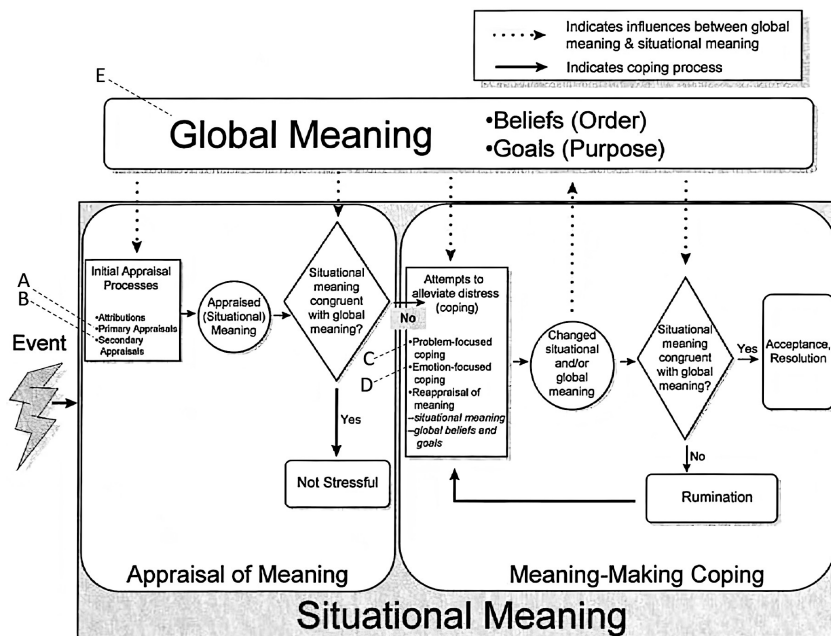 Indicates influences between global
meaning & situational meaning
Indicates coping process
E
Global Meaning
•Beliefs (Order)
•Goals (Purpose)
A
B
Event
Initial Appraisal
Processes
•Attributions
•Primary Appraisals
•Secondary
Appraisals
Appraised
(Situational)
Meaning
Situational
meaning
congruent
with global
meaning?
Yes
Not Stressful
Appraisal of Meaning
No
C
D
Attempts to
alleviate distress
(coping)
•Problem-focused
coping
•Emotion-focused
coping
•Reappraisal of
meaning
–situational meaning
–global beliefs and
goals
Changed
situational
and/or
global
meaning
Situational
meaning
congruent
with global
meaning?
Yes
Acceptance,
Resolution
No
Rumination
Meaning-Making Coping
Situational Meaning